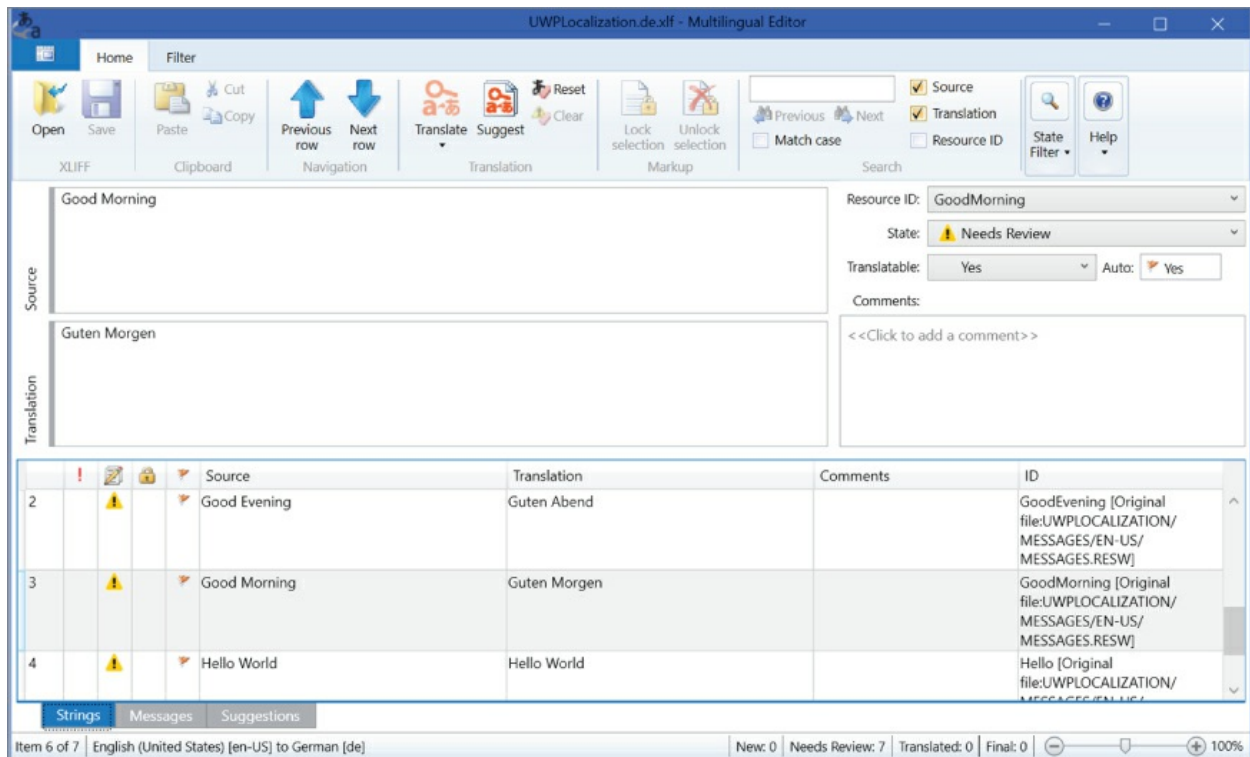 UWPLocalization.de.xlf - Multilingual Editor
Home Filter
Open Save
XLIFF
Paste Cut Copy
Clipboard
Previous row Next row
Navigation
Translate Suggest Reset Clear
Translation
Lock selection Unlock selection
Markup
Previous Next
Match case
Source
Translation
Resource ID
Search
State Filter
Help
Source
Good Morning
Translation
Guten Morgen
Resource ID: GoodMorning
State: Needs Review
Translatable: Yes Auto: Yes
Comments:
<<Click to add a comment>>
Source Translation Comments ID
2 Good Evening Guten Abend GoodEvening [Original
file:UWPLOCALIZATION/
MESSAGES/EN-US/
MESSAGES.RESW]
3 Good Morning Guten Morgen GoodMorning [Original
file:UWPLOCALIZATION/
MESSAGES/EN-US/
MESSAGES.RESW]
4 Hello World Hello World Hello [Original
file:UWPLOCALIZATION/
Strings Messages Suggestions
Item 6 of 7 English (United States) [en-US] to German [de] New: 0 Needs Review: 7 Translated: 0 Final: 0 100%